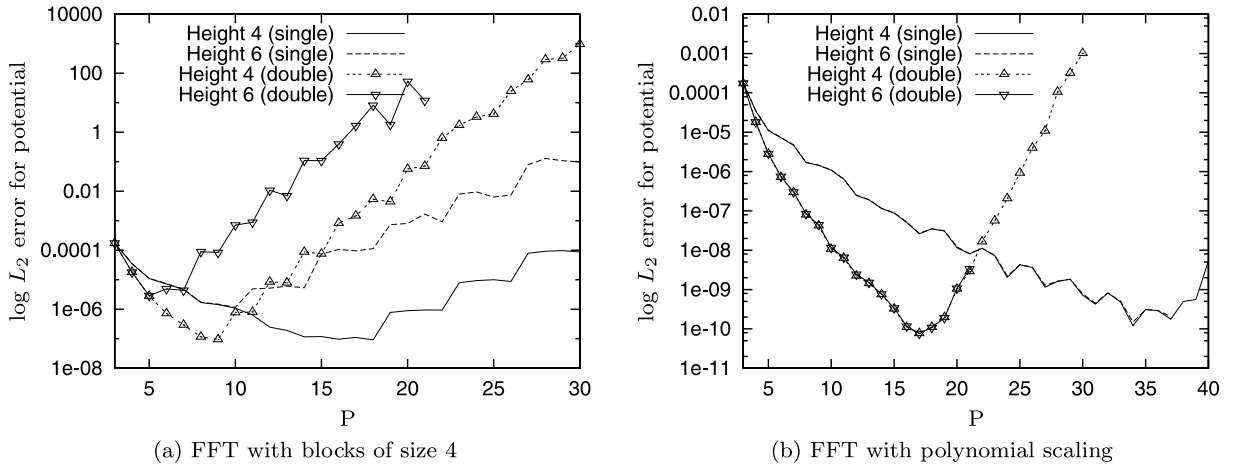 100
1
0.01
0.0001
1e-06
1e-08
log L₂ error for potential
Height 4 (single)
Height 6 (single)
Height 4 (double)
Height 6 (double)
5 10 15 20 25 30
P
(a) FFT with blocks of size 4
0.01
0.001
0.0001
1e-05
1e-06
1e-07
1e-08
1e-09
1e-10
1e-11
log L₂ error for potential
Height 4 (single)
Height 6 (single)
Height 4 (double)
Height 6 (double)
5 10 15 20 25 30 35 40
P
(b) FFT with polynomial scaling